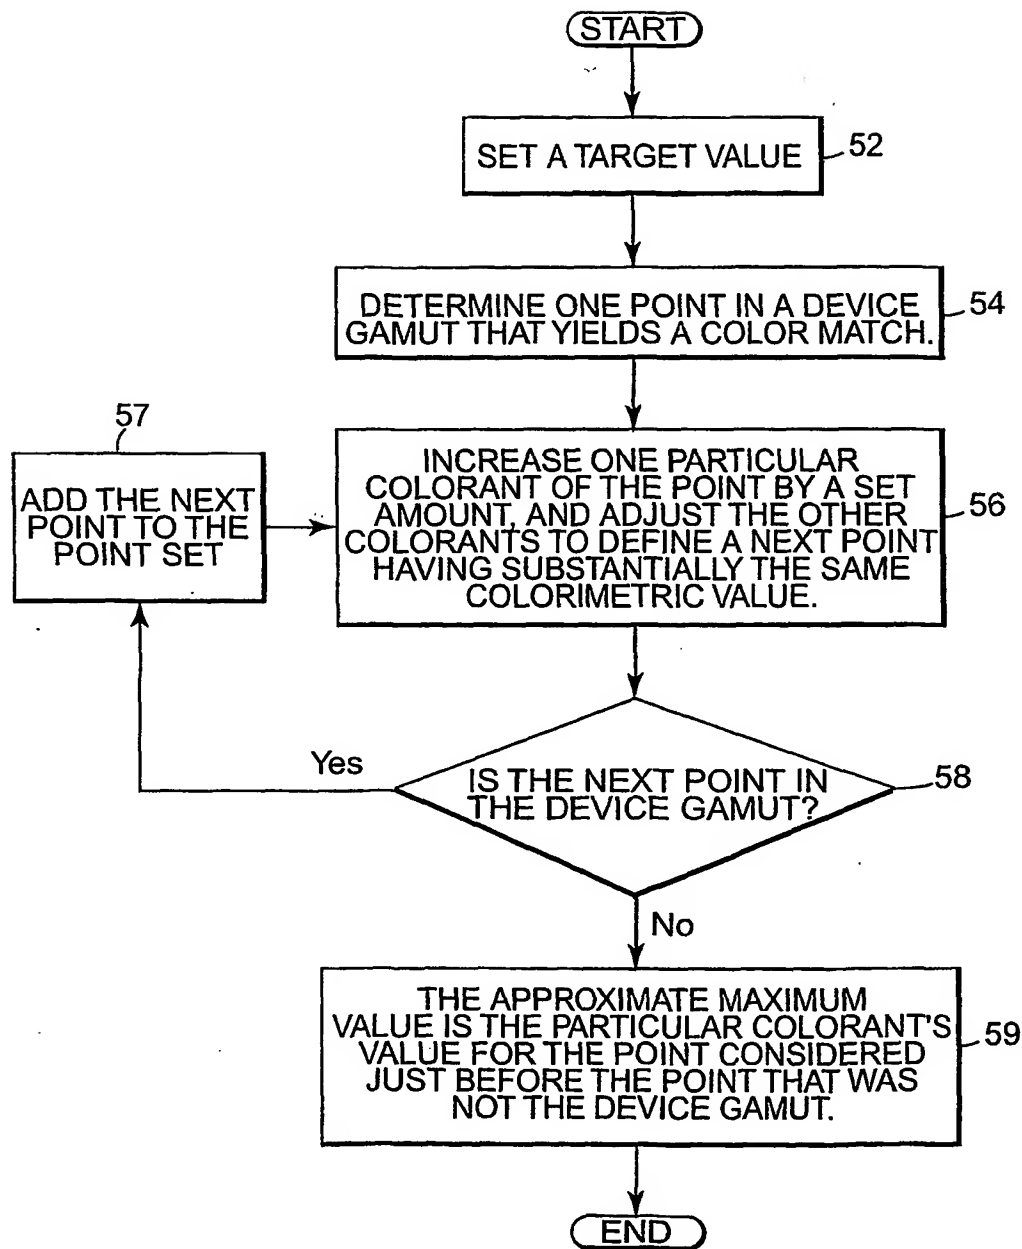 START
SET A TARGET VALUE
52
DETERMINE ONE POINT IN A DEVICE
GAMUT THAT YIELDS A COLOR MATCH.
54
57
ADD THE NEXT
POINT TO THE
POINT SET
INCREASE ONE PARTICULAR
COLORANT OF THE POINT BY A SET
AMOUNT, AND ADJUST THE OTHER
COLORANTS TO DEFINE A NEXT POINT
HAVING SUBSTANTIALLY THE SAME
COLORIMETRIC VALUE.
56
Yes
IS THE NEXT POINT IN
THE DEVICE GAMUT?
58
No
THE APPROXIMATE MAXIMUM
VALUE IS THE PARTICULAR COLORANT'S
VALUE FOR THE POINT CONSIDERED
JUST BEFORE THE POINT THAT WAS
NOT THE DEVICE GAMUT.
59
END